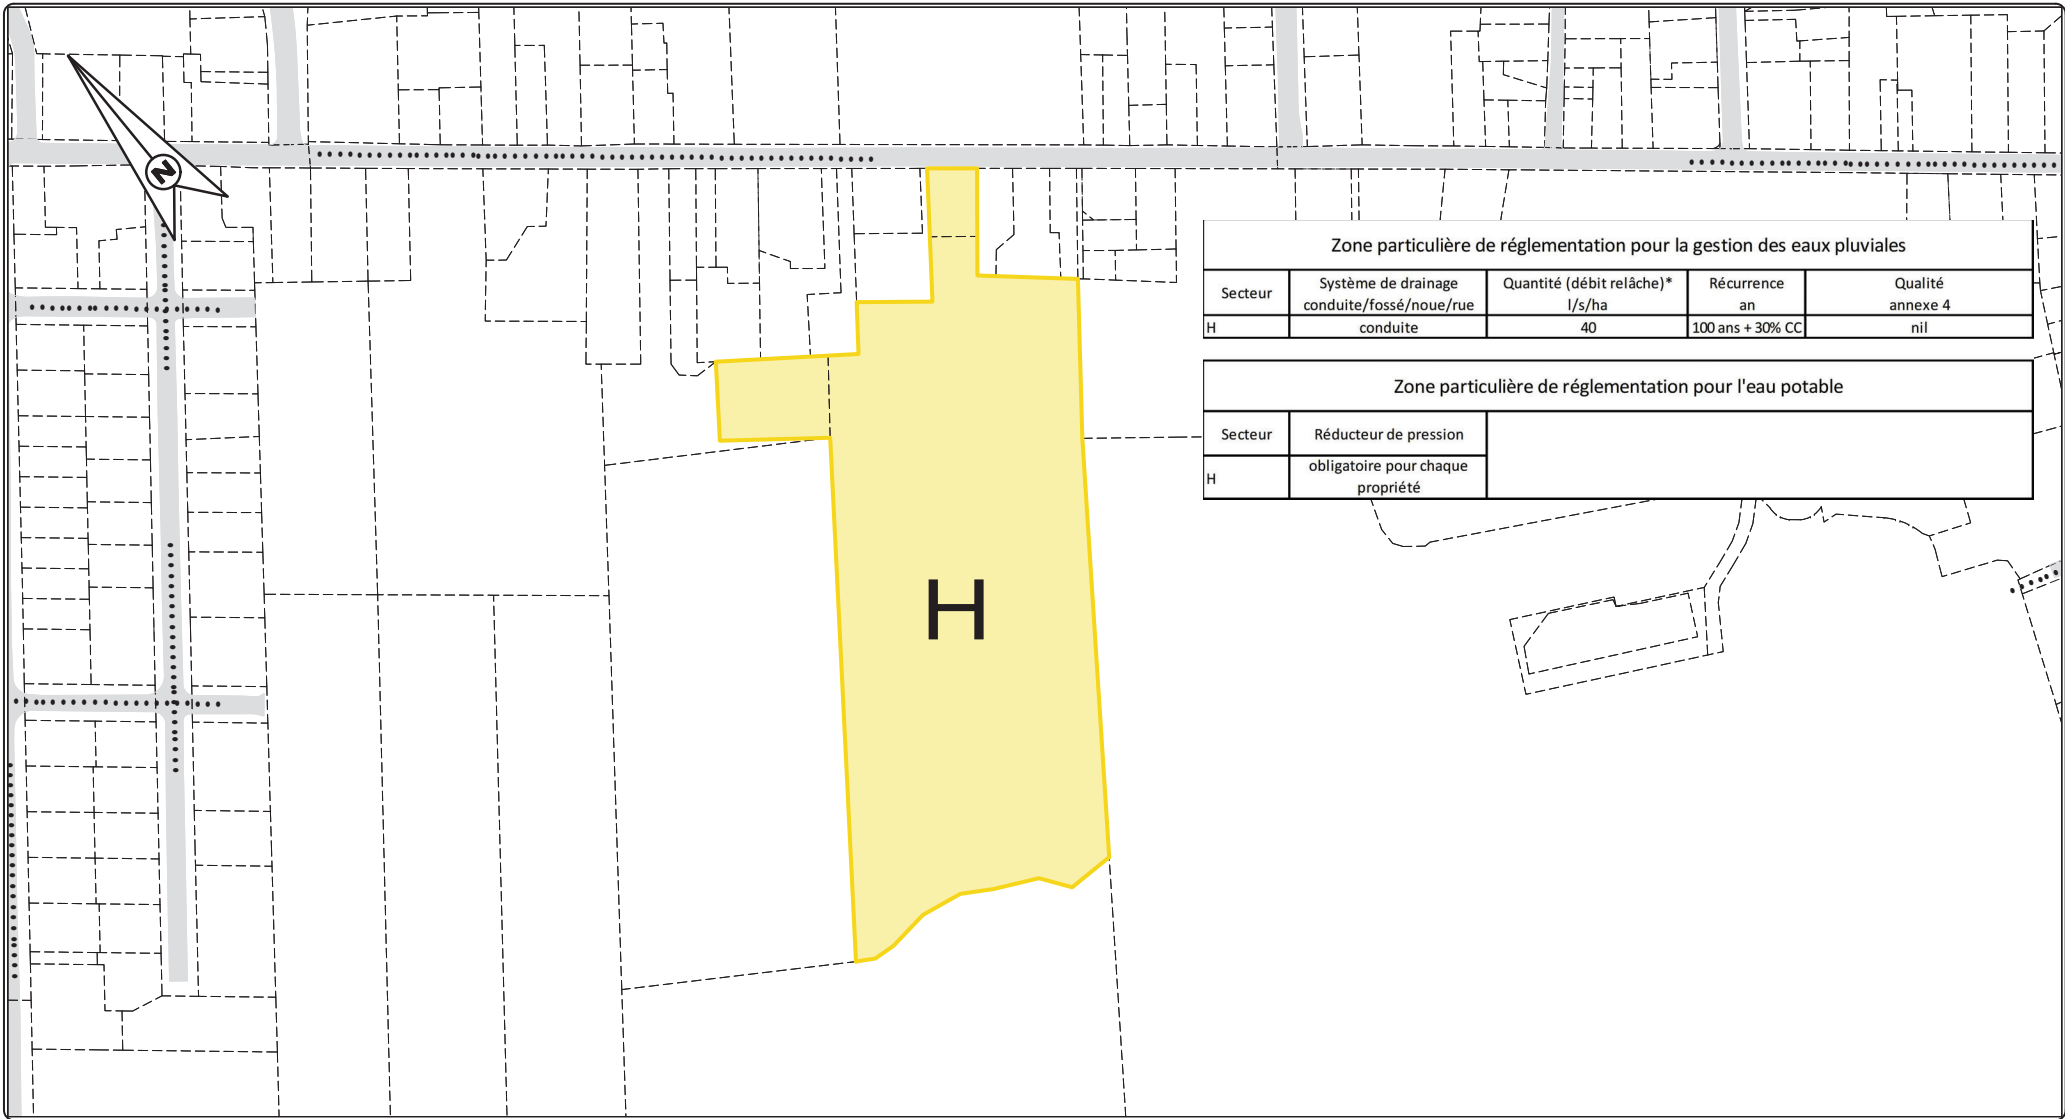 N
Zone particulière de réglementation pour la gestion des eaux pluviales
Secteur
Système de drainage
conduite/fossé/noue/rue
Quantité (débit relâche)*
l/s/ha
Récurrence
an
Qualité
annexe 4
H
conduite
40
100 ans + 30% CC
nil
Zone particulière de réglementation pour l'eau potable
Secteur
Réducteur de pression
H
obligatoire pour chaque
propriété
H